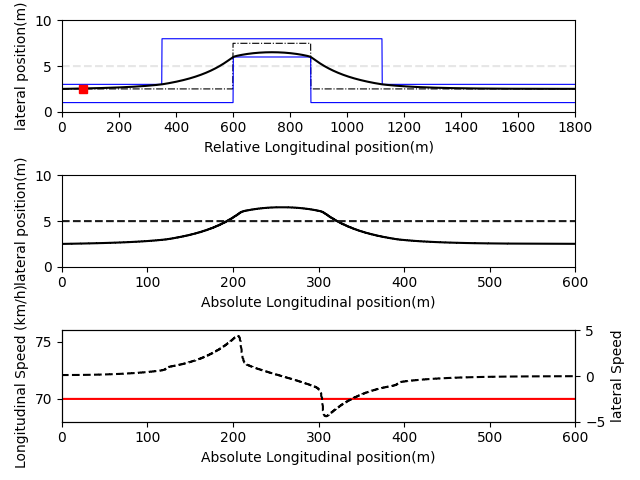 10
5
0
lateral position(m)
0 200 400 600 800 1000 1200 1400 1600 1800
Relative Longitudinal position(m)
10
5
0
lateral position(m)
0 100 200 300 400 500 600
Absolute Longitudinal position(m)
75
70
Longitudinal Speed (km/h)
5
0
−5
lateral Speed
0 100 200 300 400 500 600
Absolute Longitudinal position(m)